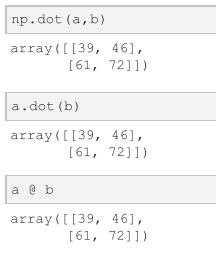 np.dot(a,b)
array([[39, 46],
       [61, 72]])
a.dot(b)
array([[39, 46],
       [61, 72]])
a @ b
array([[39, 46],
       [61, 72]])